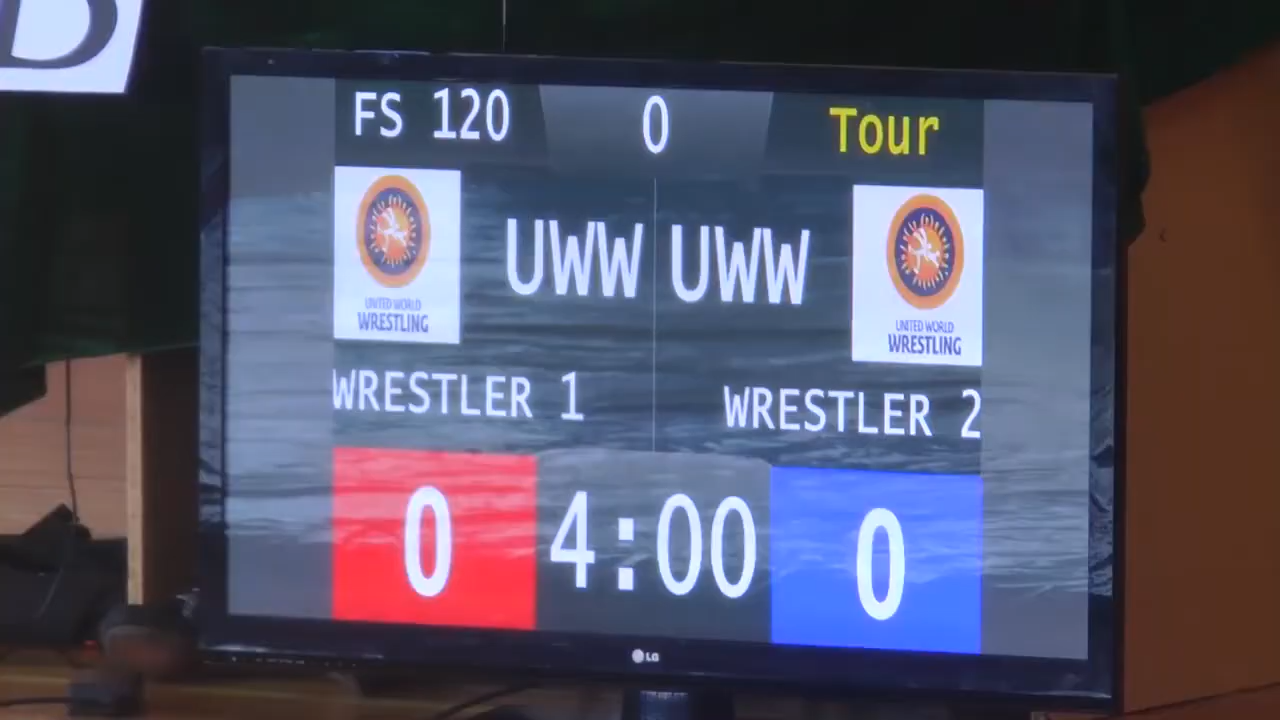 FS 120 0 Tour
UNITED WORLD
WRESTLING
UWW UWW
UNITED WORLD
WRESTLING
WRESTLER 1 WRESTLER 2
0 4:00 0
LG